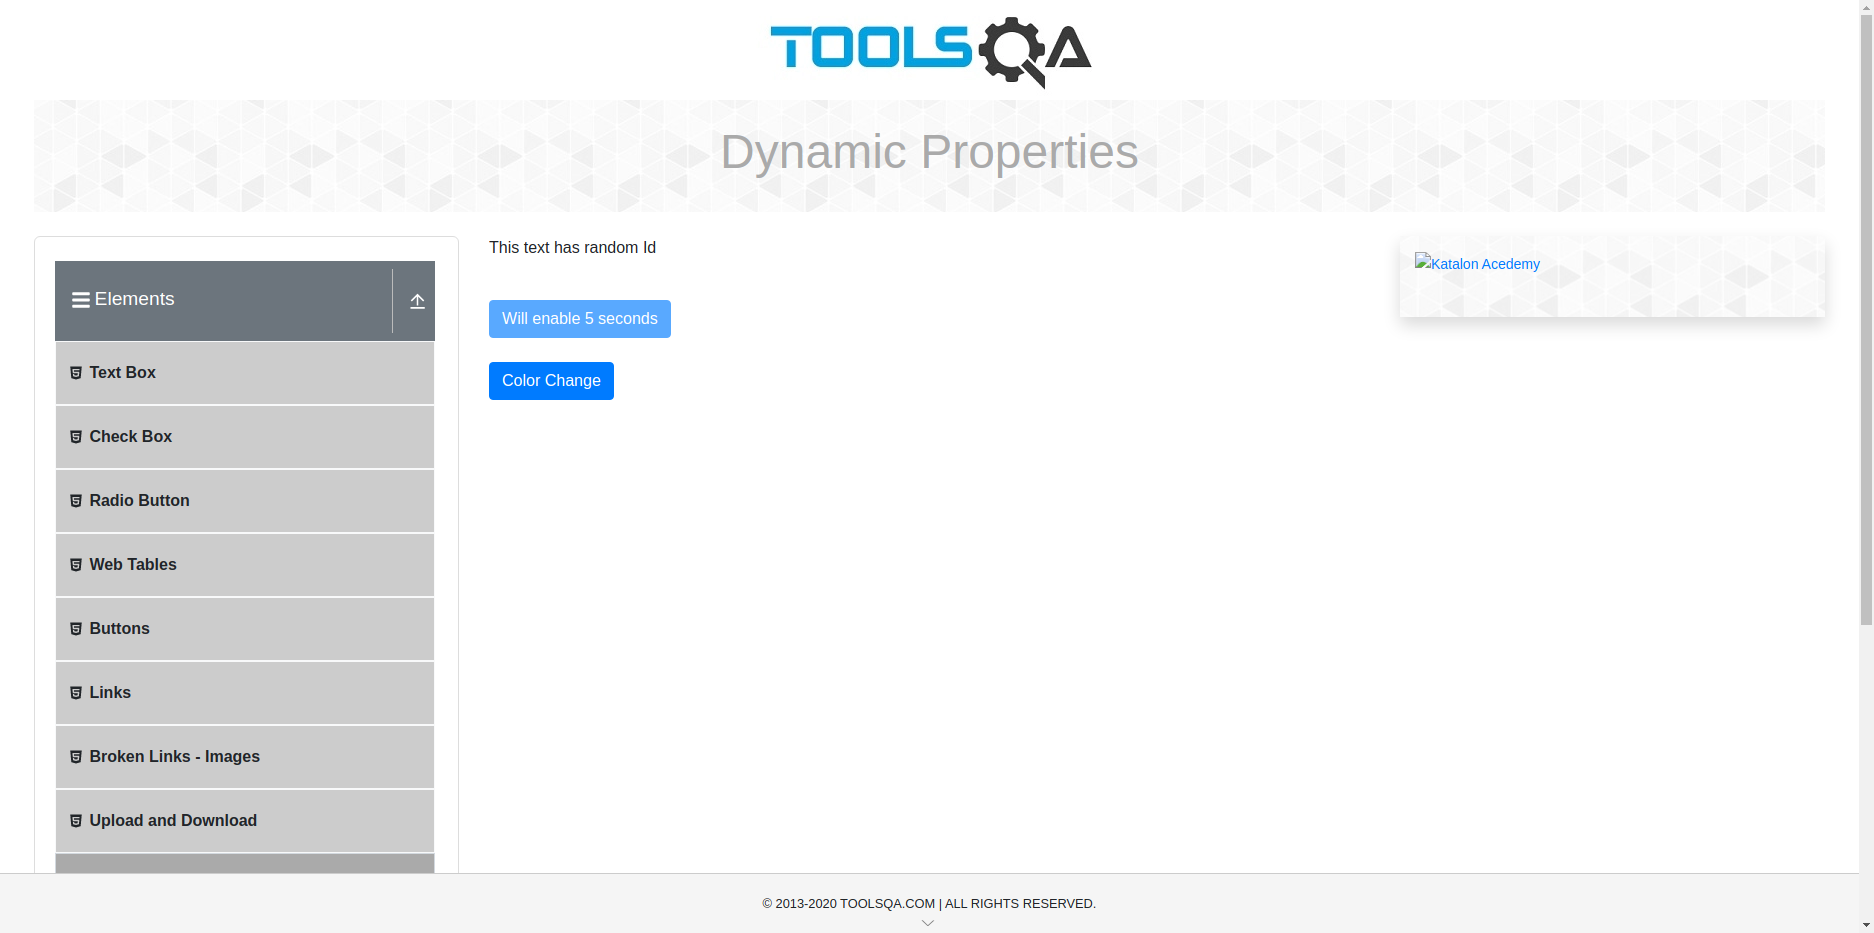 TOOLSQA
Dynamic Properties
Elements
Text Box
Check Box
Radio Button
Web Tables
Buttons
Links
Broken Links - Images
Upload and Download
This text has random Id
Will enable 5 seconds
Color Change
Katalon Acedemy
© 2013-2020 TOOLSQA.COM | ALL RIGHTS RESERVED.